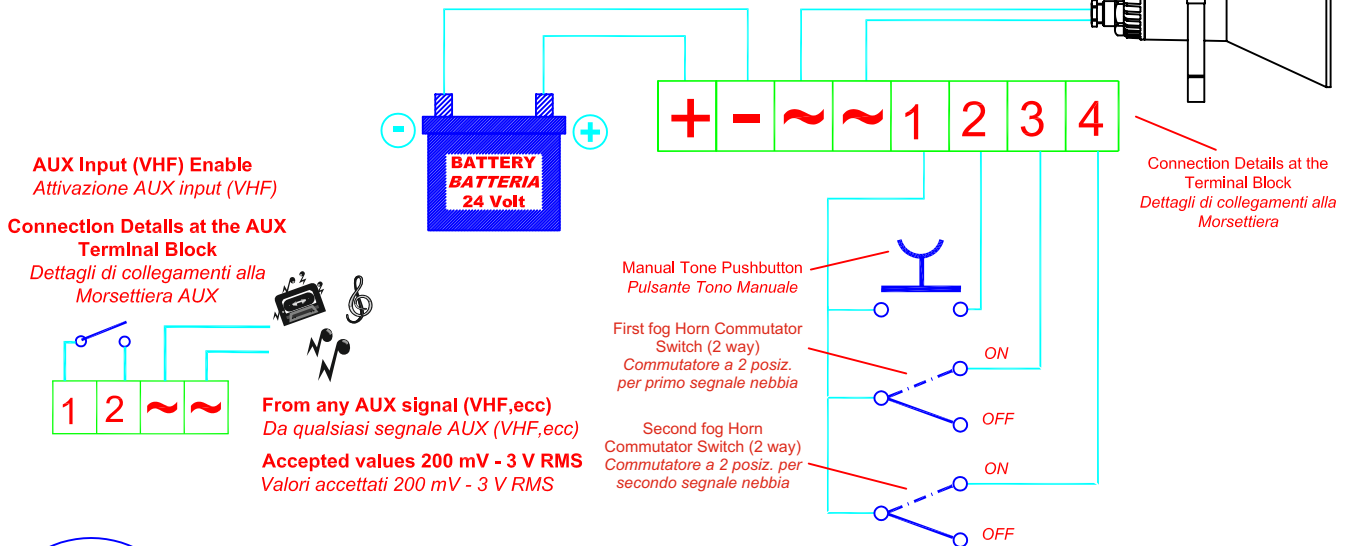 + - ~ ~ 1 2 3 4
- +
BATTERY
BATTERIA
24 Volt
Connection Details at the
Terminal Block
Dettagli di collegamenti alla
Morsettiera
AUX Input (VHF) Enable
Attivazione AUX input (VHF)
Connection Details at the AUX
Terminal Block
Dettagli di collegamenti alla
Morsettiera AUX
1 2 ~ ~
From any AUX signal (VHF,ecc)
Da qualsiasi segnale AUX (VHF,ecc)
Accepted values 200 mV - 3 V RMS
Valori accettati 200 mV - 3 V RMS
Manual Tone Pushbutton
Pulsante Tono Manuale
First fog Horn Commutator
Switch (2 way)
Commutatore a 2 posiz.
per primo segnale nebbia
ON
OFF
Second fog Horn
Commutator Switch (2 way)
Commutatore a 2 posiz. per
secondo segnale nebbia
ON
OFF